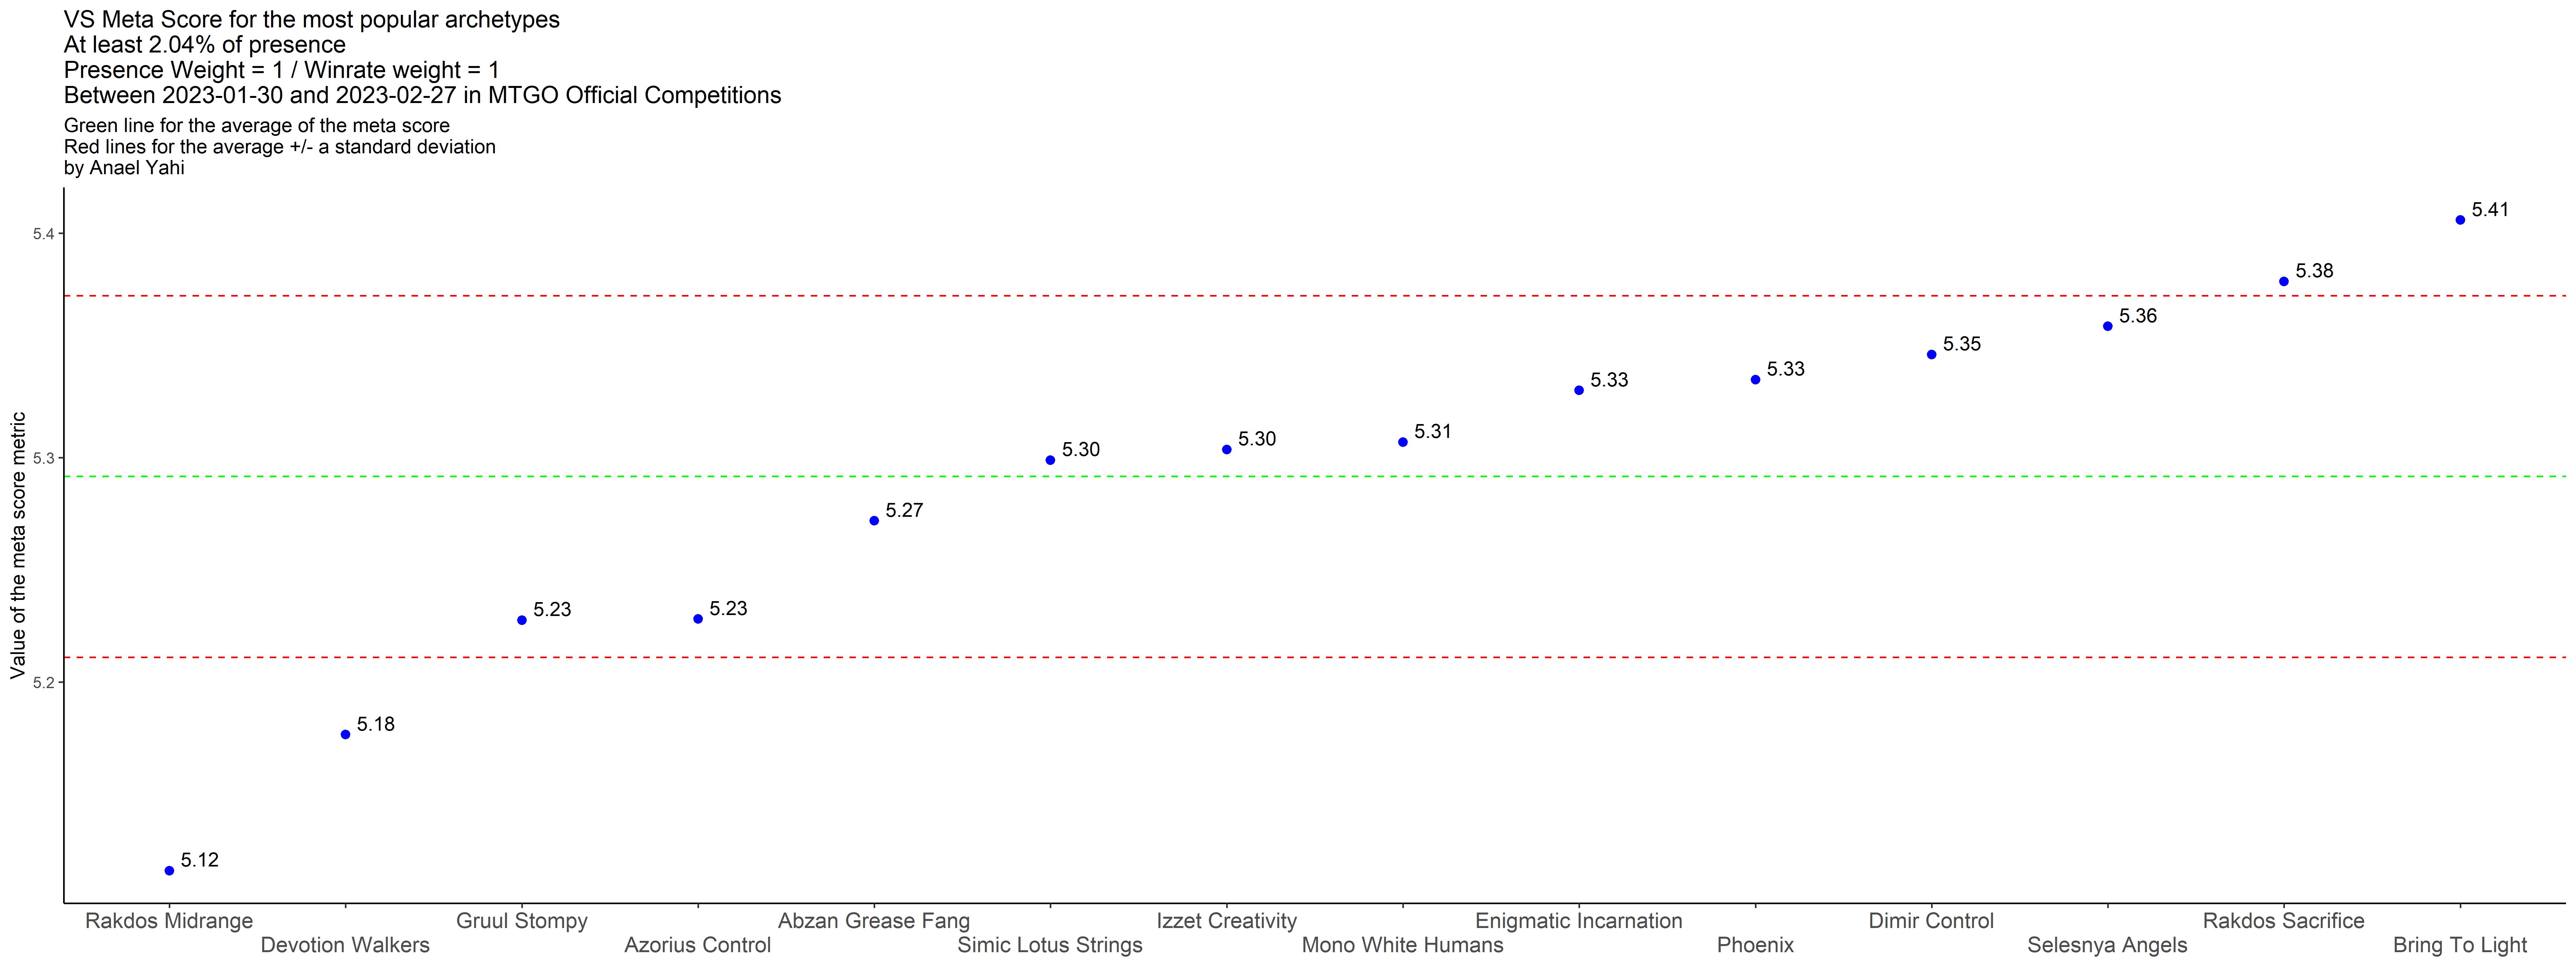 VS Meta Score for the most popular archetypes
At least 2.04% of presence
Presence Weight = 1 / Winrate weight = 1
Between 2023-01-30 and 2023-02-27 in MTGO Official Competitions
Green line for the average of the meta score
Red lines for the average +/- a standard deviation
by Anael Yahi
Value of the meta score metric
5.4
5.3
5.2
5.12
5.18
5.23
5.23
5.27
5.30
5.30
5.31
5.33
5.33
5.35
5.36
5.38
5.41
Rakdos Midrange
Devotion Walkers
Gruul Stompy
Azorius Control
Abzan Grease Fang
Simic Lotus Strings
Izzet Creativity
Mono White Humans
Enigmatic Incarnation
Phoenix
Dimir Control
Selesnya Angels
Rakdos Sacrifice
Bring To Light